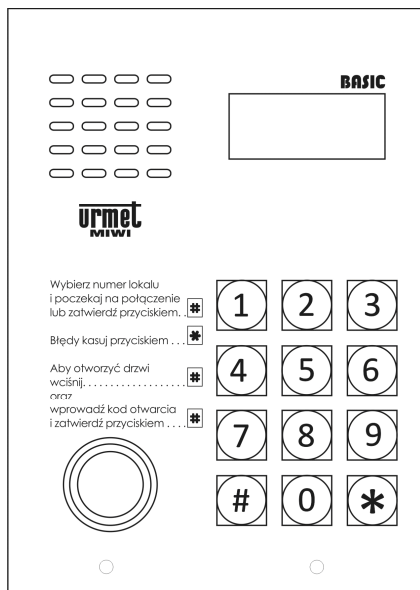 BASIC
urmet
MIWI
Wybierz numer lokalu
i poczekaj na połączenie
lub zatwierdź przyciskiem. . #
Błędy kasuj przyciskiem . . . *
Aby otworzyć drzwi
wciśnij. . . . . . . . . . . . . . . . . . #
oraz
wprowadź kod otwarcia
i zatwierdź przyciskiem . . . . #
1 2 3
4 5 6
7 8 9
# 0 *